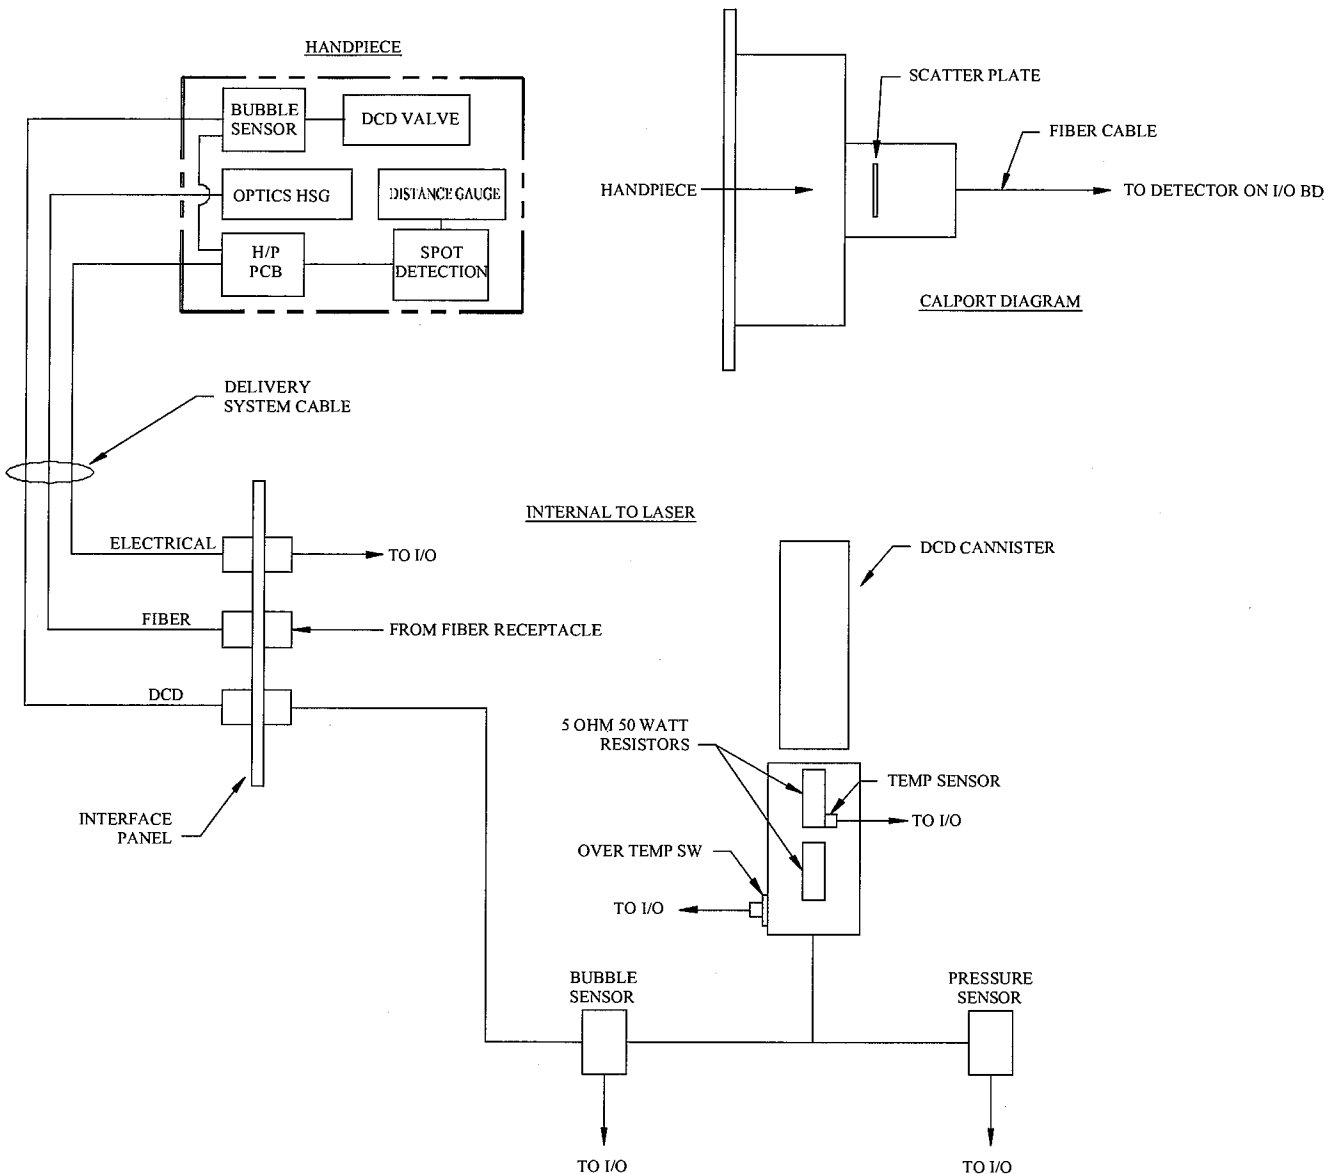 HANDPIECE
BUBBLE
SENSOR
DCD VALVE
OPTICS HSG
DISTANCE GAUGE
H/P
PCB
SPOT
DETECTION
SCATTER PLATE
FIBER CABLE
HANDPIECE
TO DETECTOR ON I/O BD
CALPORT DIAGRAM
DELIVERY
SYSTEM CABLE
INTERNAL TO LASER
ELECTRICAL
TO I/O
DCD CANNISTER
FIBER
FROM FIBER RECEPTACLE
DCD
5 OHM 50 WATT
RESISTORS
TEMP SENSOR
TO I/O
INTERFACE
PANEL
OVER TEMP SW
TO I/O
BUBBLE
SENSOR
PRESSURE
SENSOR
TO I/O
TO I/O